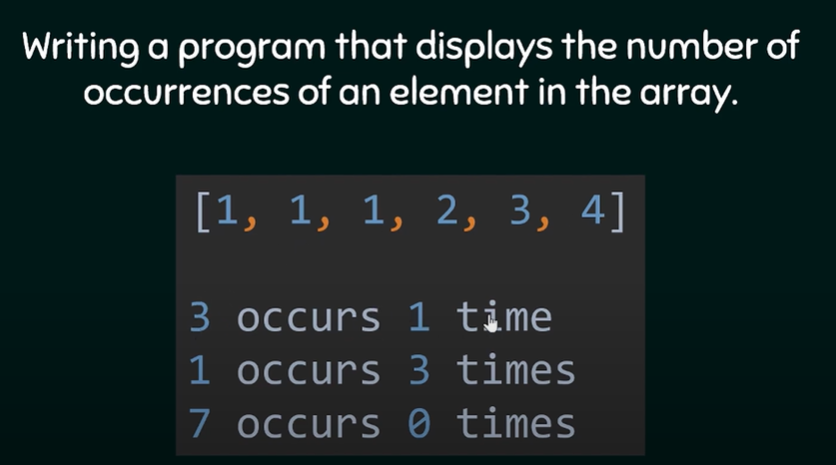 Writing a program that displays the number of
occurrences of an element in the array.
[1, 1, 1, 2, 3, 4]
3 occurs 1 time
1 occurs 3 times
7 occurs 0 times